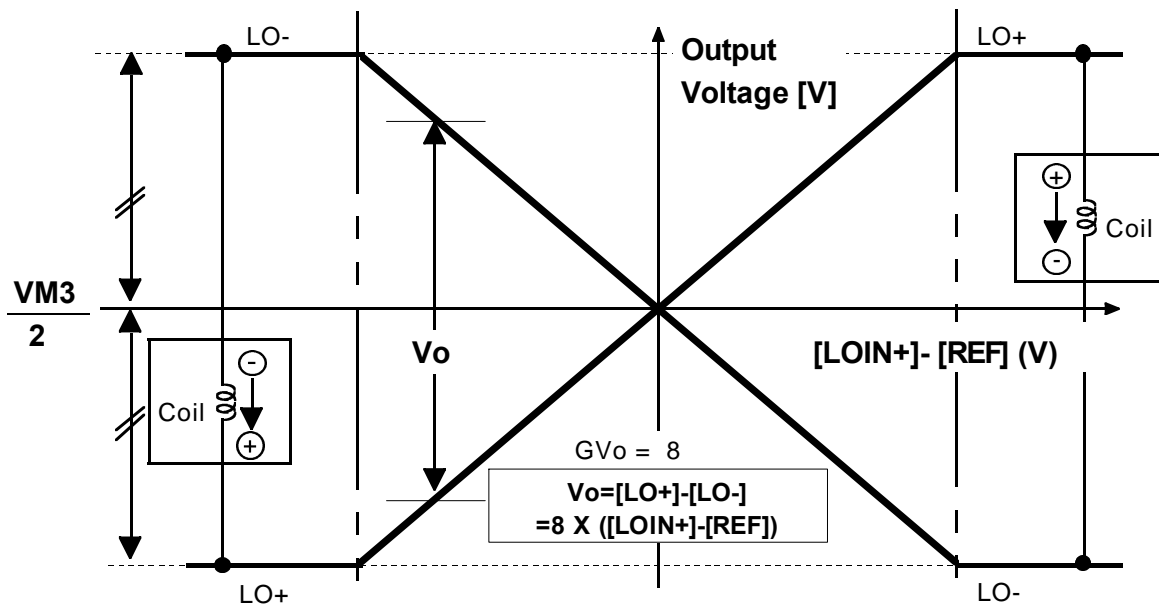 LO-
Output
Voltage [V]
LO+
+
-
Coil
VM3
2
Vo
[LOIN+]- [REF] (V)
-
Coil
+
GVo = 8
Vo=[LO+]-[LO-]
=8 X ([LOIN+]-[REF])
LO+
LO-